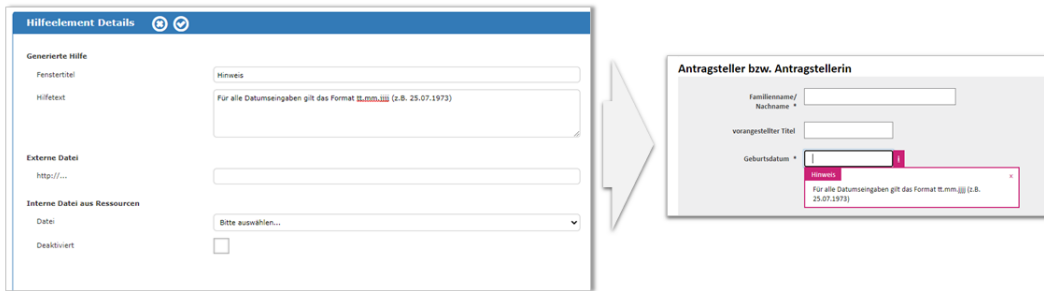 Hilfeelement Details
Generierte Hilfe
Fenstertitel
Hinweis
Hilfetext
Für alle Datumseingaben gilt das Format tt.mm.jjjj (z.B. 25.07.1973)
Externe Datei
http://...
Interne Datei aus Ressourcen
Datei
Bitte auswählen...
Deaktiviert
Antragsteller bzw. Antragstellerin
Familienname/
Nachname *
vorangestellter Titel
Geburtsdatum *
i
Hinweis
x
Für alle Datumseingaben gilt das Format tt.mm.jjjj (z.B.
25.07.1973)